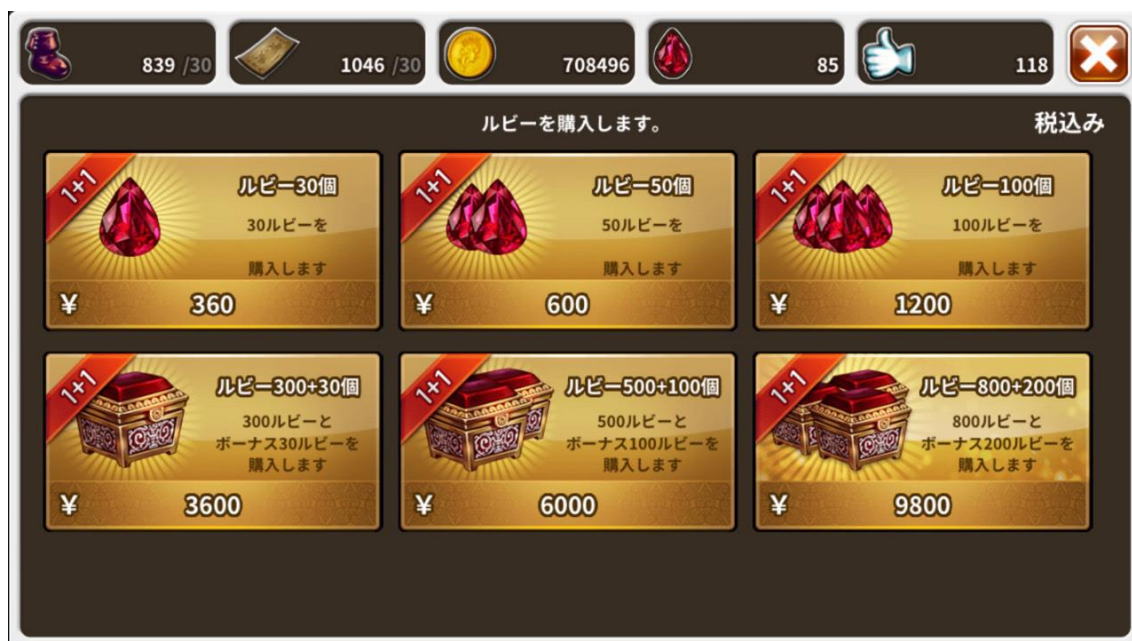 839 /30
1046 /30
708496
85
118
ルビーを購入します。
税込み
1+1
ルビー30個
30ルビーを
購入します
¥ 360
1+1
ルビー50個
50ルビーを
購入します
¥ 600
1+1
ルビー100個
100ルビーを
購入します
¥ 1200
1+1
ルビー300+30個
300ルビーと
ボーナス30ルビーを
購入します
¥ 3600
1+1
ルビー500+100個
500ルビーと
ボーナス100ルビーを
購入します
¥ 6000
1+1
ルビー800+200個
800ルビーと
ボーナス200ルビーを
購入します
¥ 9800